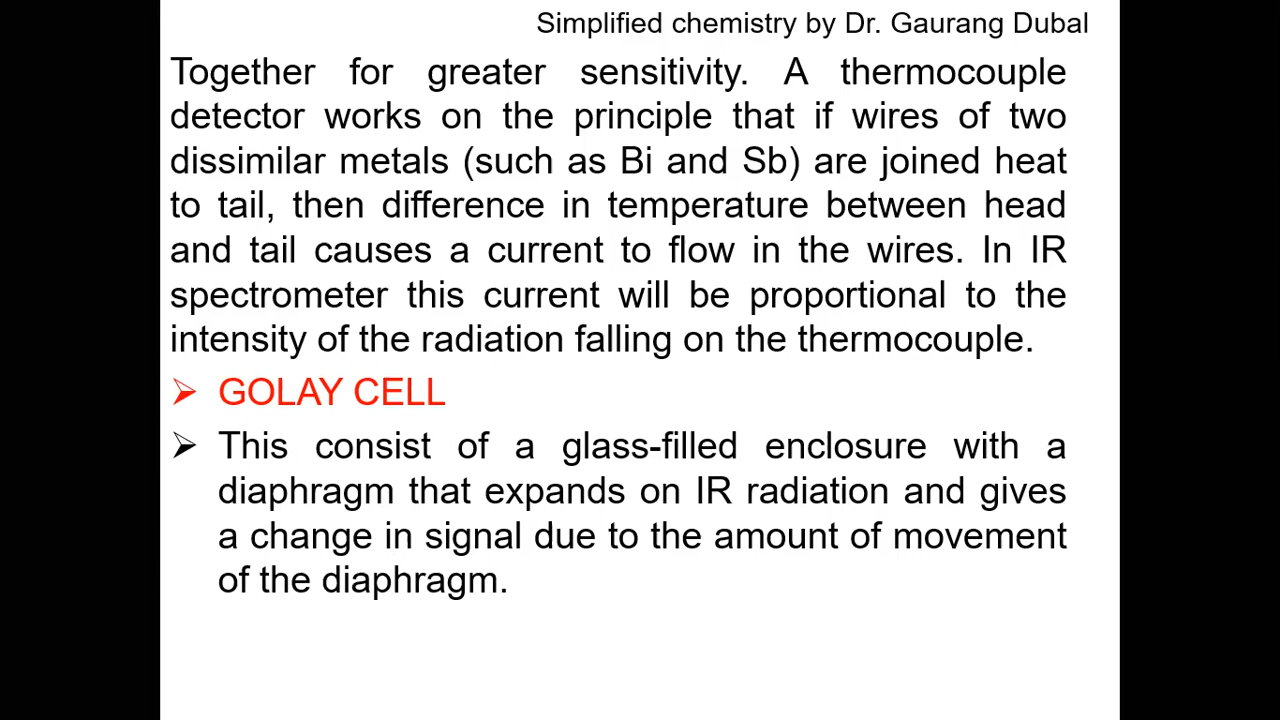 Simplified chemistry by Dr. Gaurang Dubal
Together for greater sensitivity. A thermocouple
detector works on the principle that if wires of two
dissimilar metals (such as Bi and Sb) are joined heat
to tail, then difference in temperature between head
and tail causes a current to flow in the wires. In IR
spectrometer this current will be proportional to the
intensity of the radiation falling on the thermocouple.
➢ GOLAY CELL
➢ This consist of a glass-filled enclosure with a
diaphragm that expands on IR radiation and gives
a change in signal due to the amount of movement
of the diaphragm.